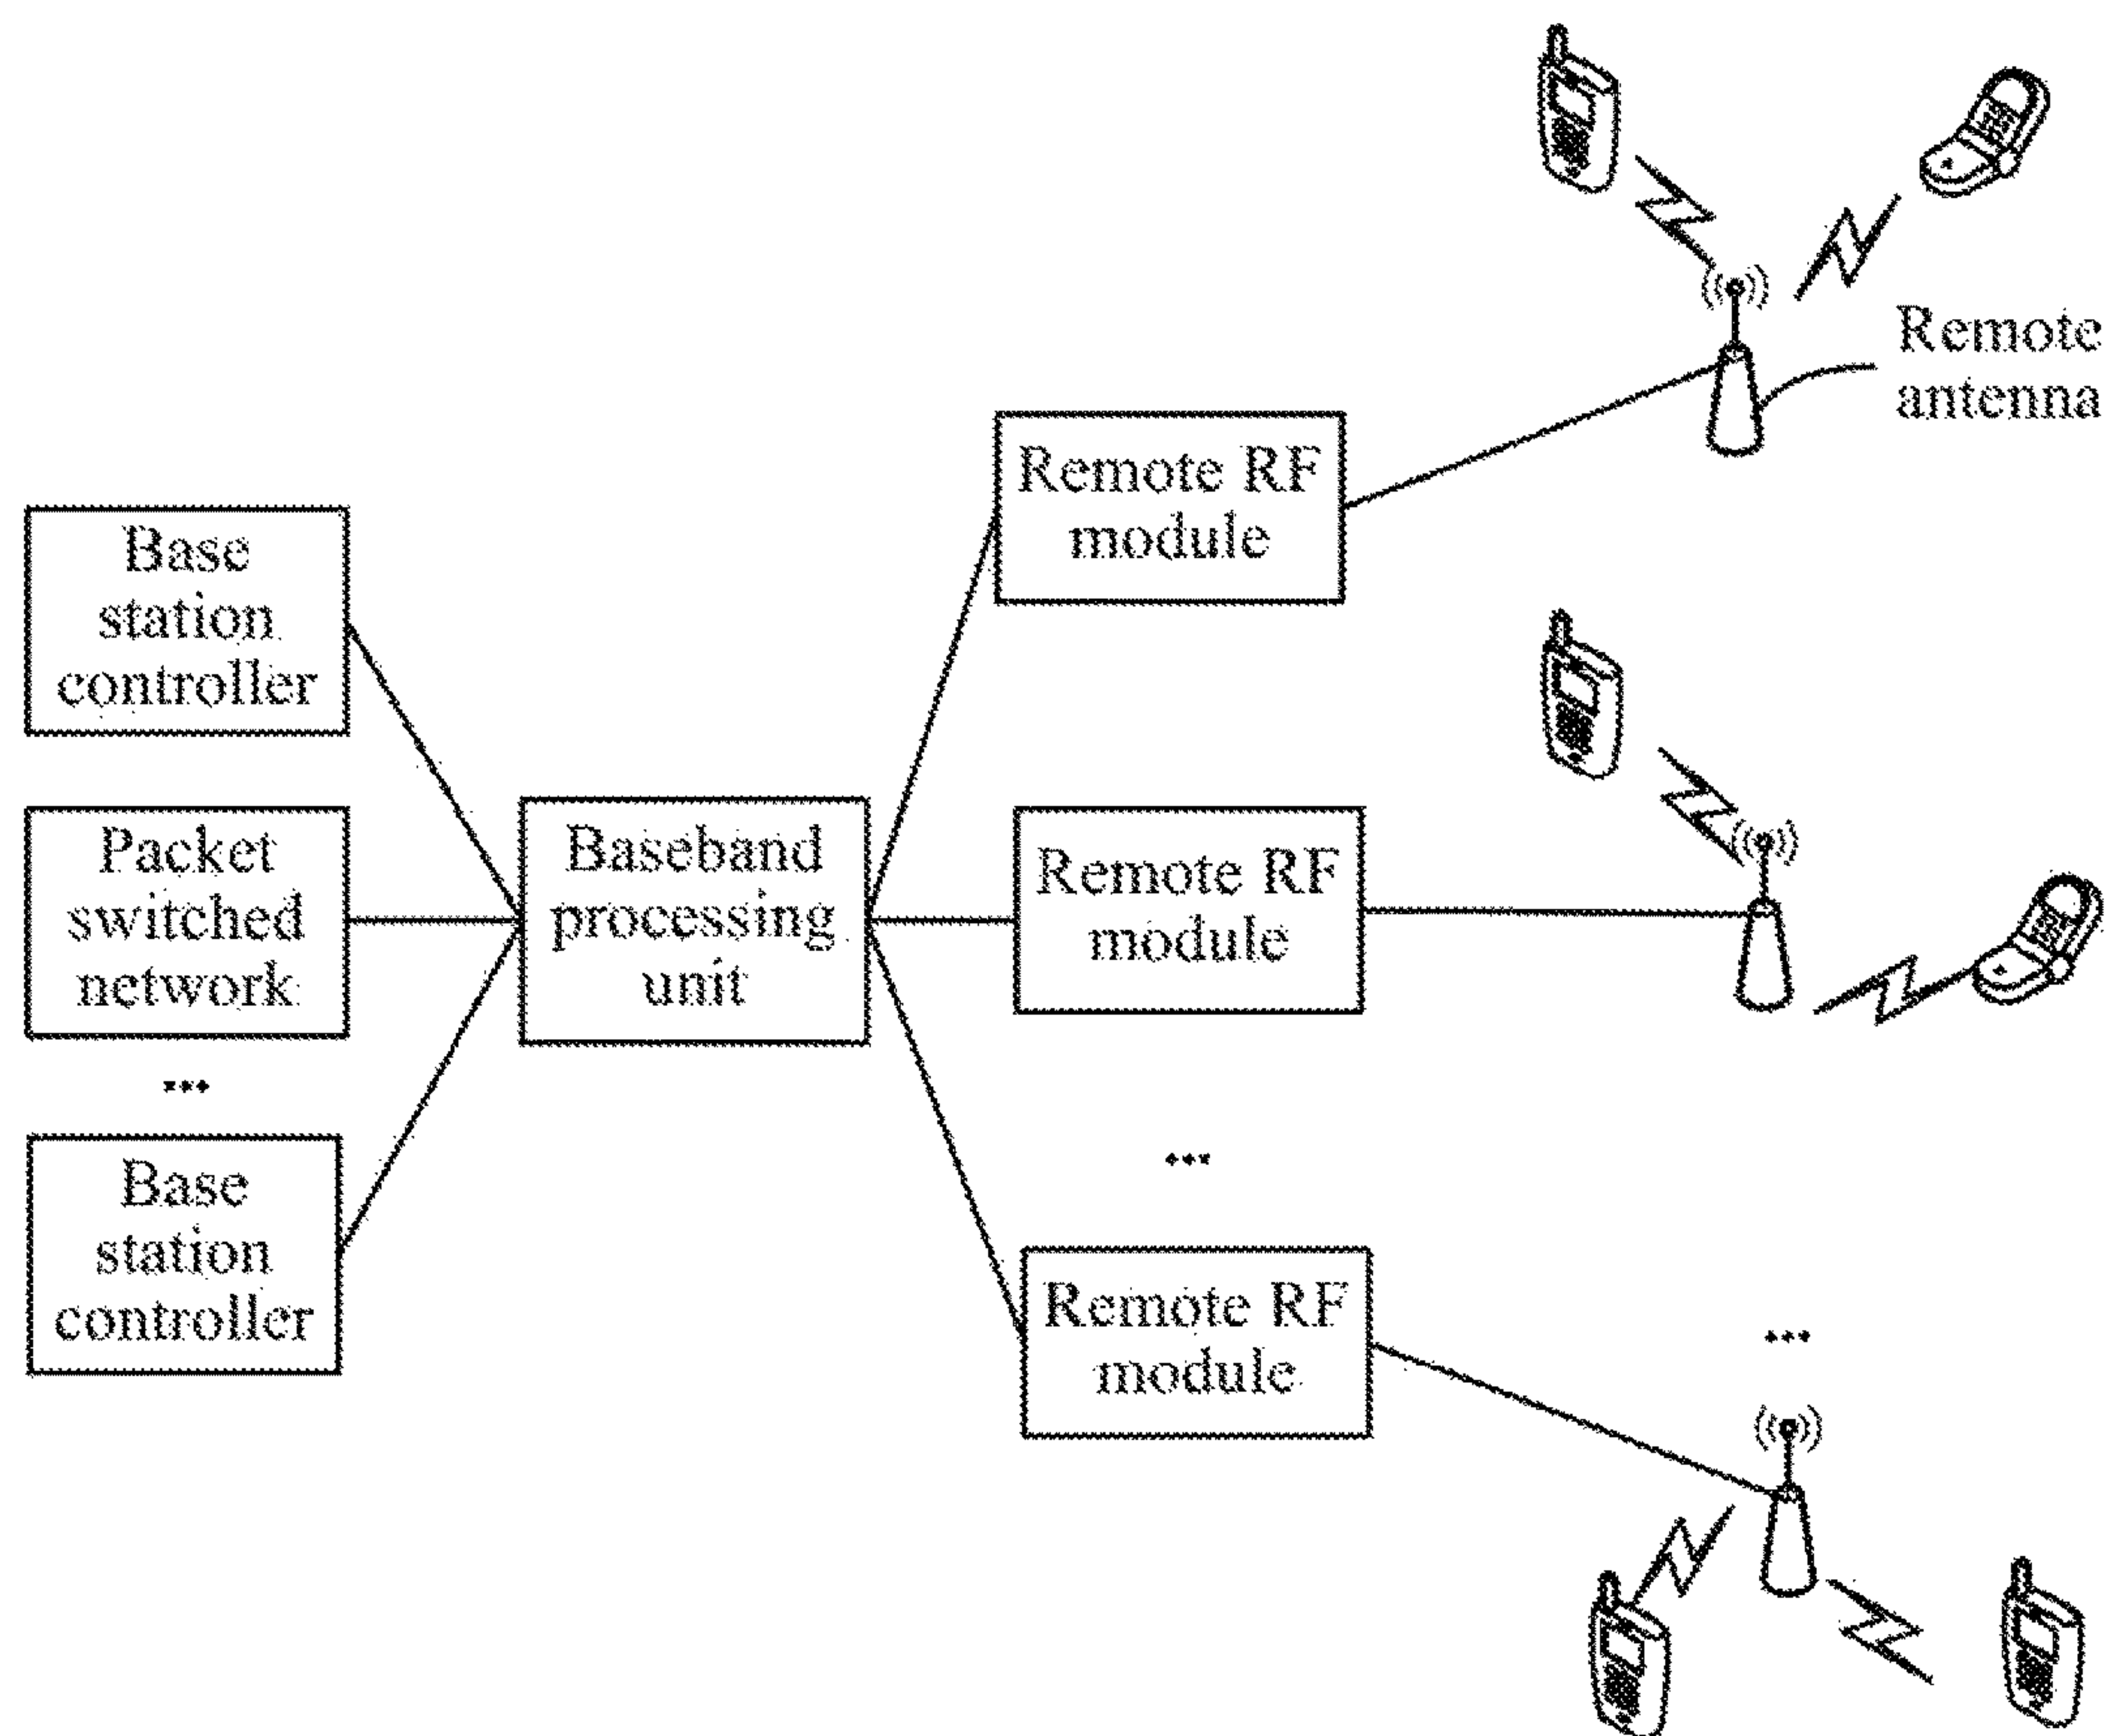 Remote
antenna
Remote RF
module
Base
station
controller
Packet
switched
network
...
Base
station
controller
Baseband
processing
unit
Remote RF
module
...
Remote RF
module
...